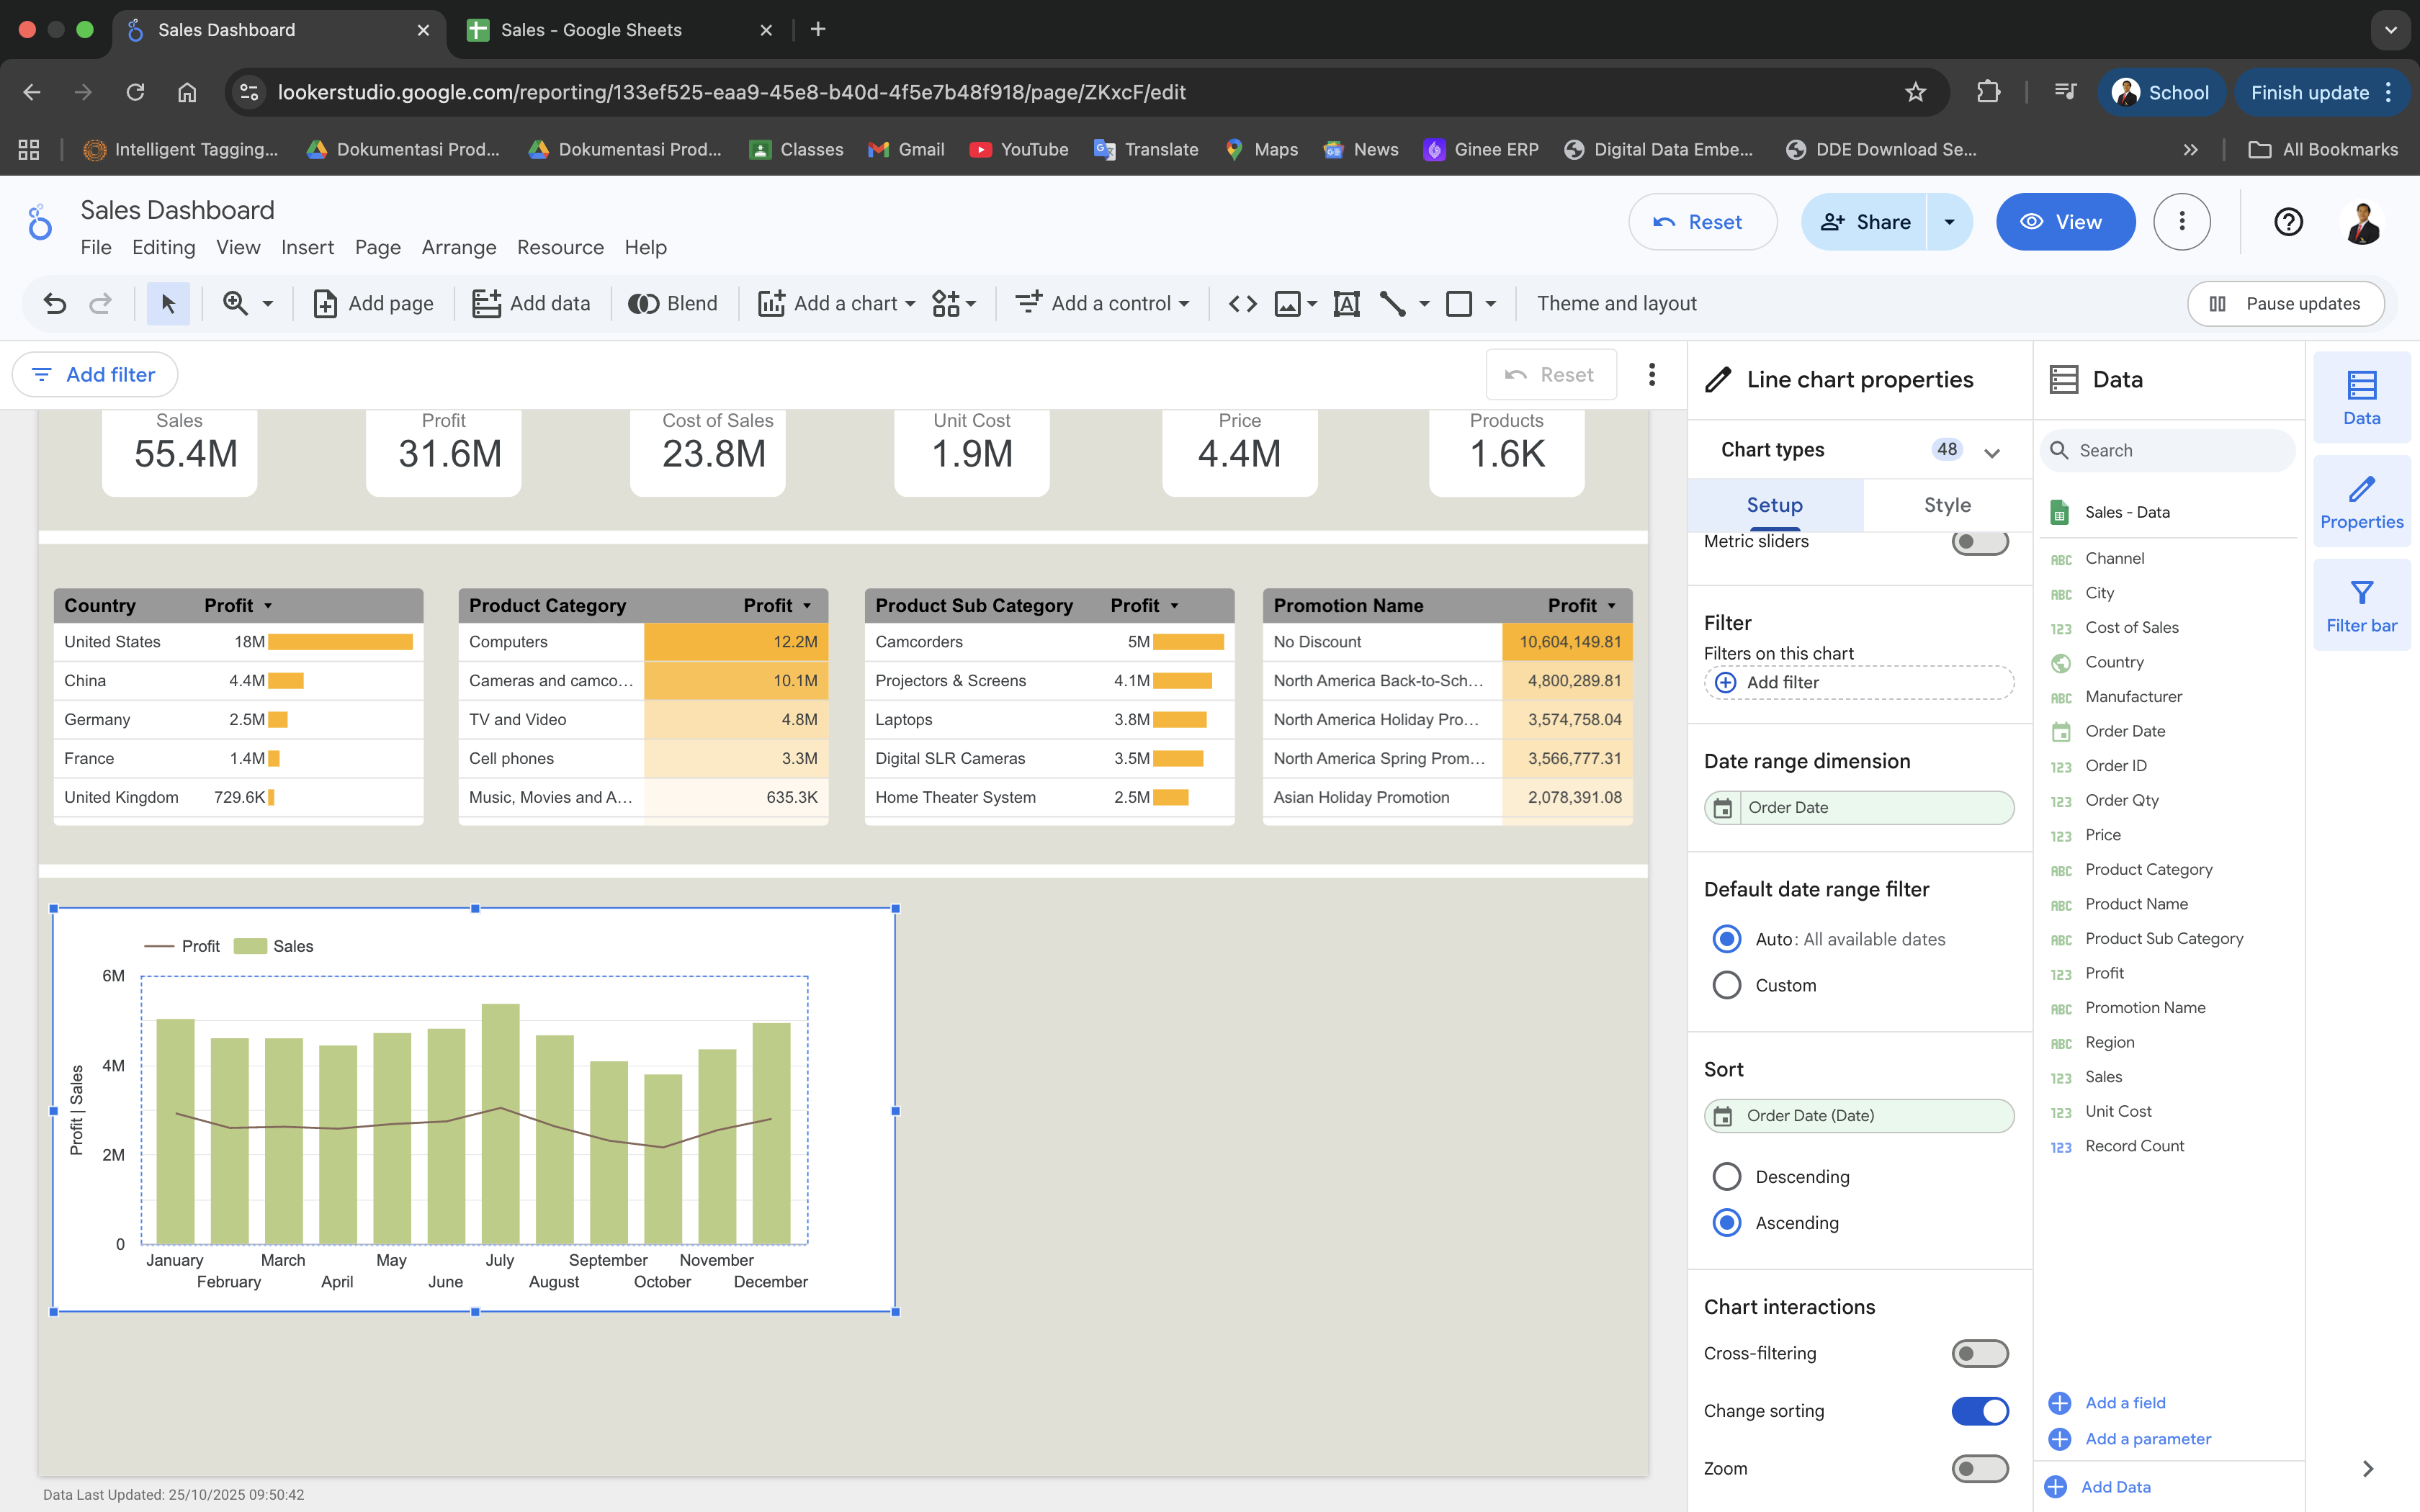 Sales Dashboard
Sales - Google Sheets
lookerstudio.google.com/reporting/133ef525-eaa9-45e8-b40d-4f5e7b48f918/page/ZKxcF/edit
School
Finish update
Intelligent Tagging...
Dokumentasi Prod...
Dokumentasi Prod...
Classes
Gmail
YouTube
Translate
Maps
News
Ginee ERP
Digital Data Embe...
DDE Download Se...
All Bookmarks
Sales Dashboard
File Editing View Insert Page Arrange Resource Help
Reset
Share
View
Add page
Add data
Blend
Add a chart
Add a control
Theme and layout
Pause updates
Add filter
Reset
Sales
55.4M
Profit
31.6M
Cost of Sales
23.8M
Unit Cost
1.9M
Price
4.4M
Products
1.6K
Country Profit
United States 18M
China 4.4M
Germany 2.5M
France 1.4M
United Kingdom 729.6K
Product Category Profit
Computers 12.2M
Cameras and camco... 10.1M
TV and Video 4.8M
Cell phones 3.3M
Music, Movies and A... 635.3K
Product Sub Category Profit
Camcorders 5M
Projectors & Screens 4.1M
Laptops 3.8M
Digital SLR Cameras 3.5M
Home Theater System 2.5M
Promotion Name Profit
No Discount 10,604,149.81
North America Back-to-Sch... 4,800,289.81
North America Holiday Pro... 3,574,758.04
North America Spring Prom... 3,566,777.31
Asian Holiday Promotion 2,078,391.08
Profit Sales
Profit | Sales
6M
4M
2M
0
January
February
March
April
May
June
July
August
September
October
November
December
Data Last Updated: 25/10/2025 09:50:42
Line chart properties
Chart types 48
Setup
Style
Metric sliders
Filter
Filters on this chart
Add filter
Date range dimension
Order Date
Default date range filter
Auto: All available dates
Custom
Sort
Order Date (Date)
Descending
Ascending
Chart interactions
Cross-filtering
Change sorting
Zoom
Data
Search
Sales - Data
ABC Channel
ABC City
123 Cost of Sales
Country
ABC Manufacturer
Order Date
123 Order ID
123 Order Qty
123 Price
ABC Product Category
ABC Product Name
ABC Product Sub Category
123 Profit
ABC Promotion Name
ABC Region
123 Sales
123 Unit Cost
123 Record Count
Add a field
Add a parameter
Add Data
Data
Properties
Filter bar